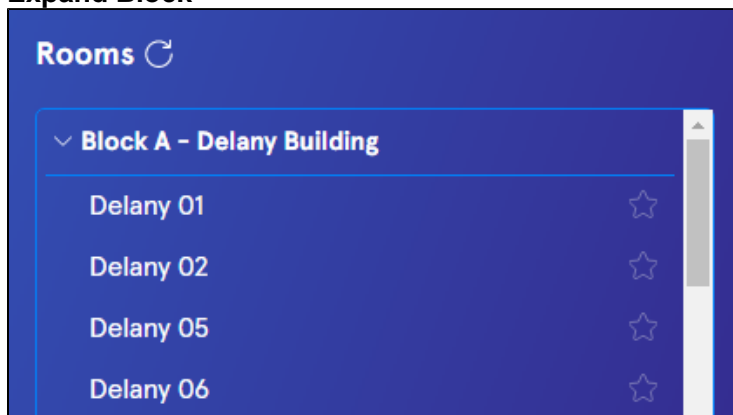 Expand Block
Rooms
Block A - Delany Building
Delany 01
Delany 02
Delany 05
Delany 06